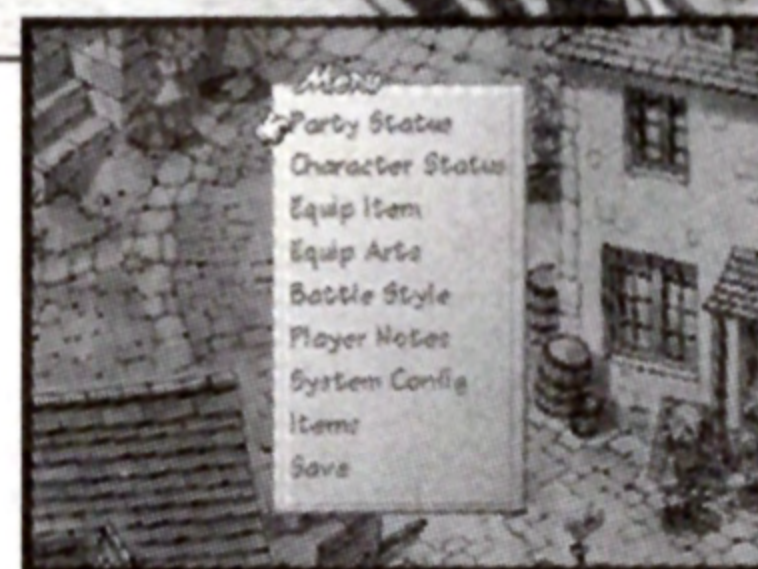 Menu
Party Status
Character Status
Equip Item
Equip Arts
Battle Style
Player Notes
System Config
Items
Save